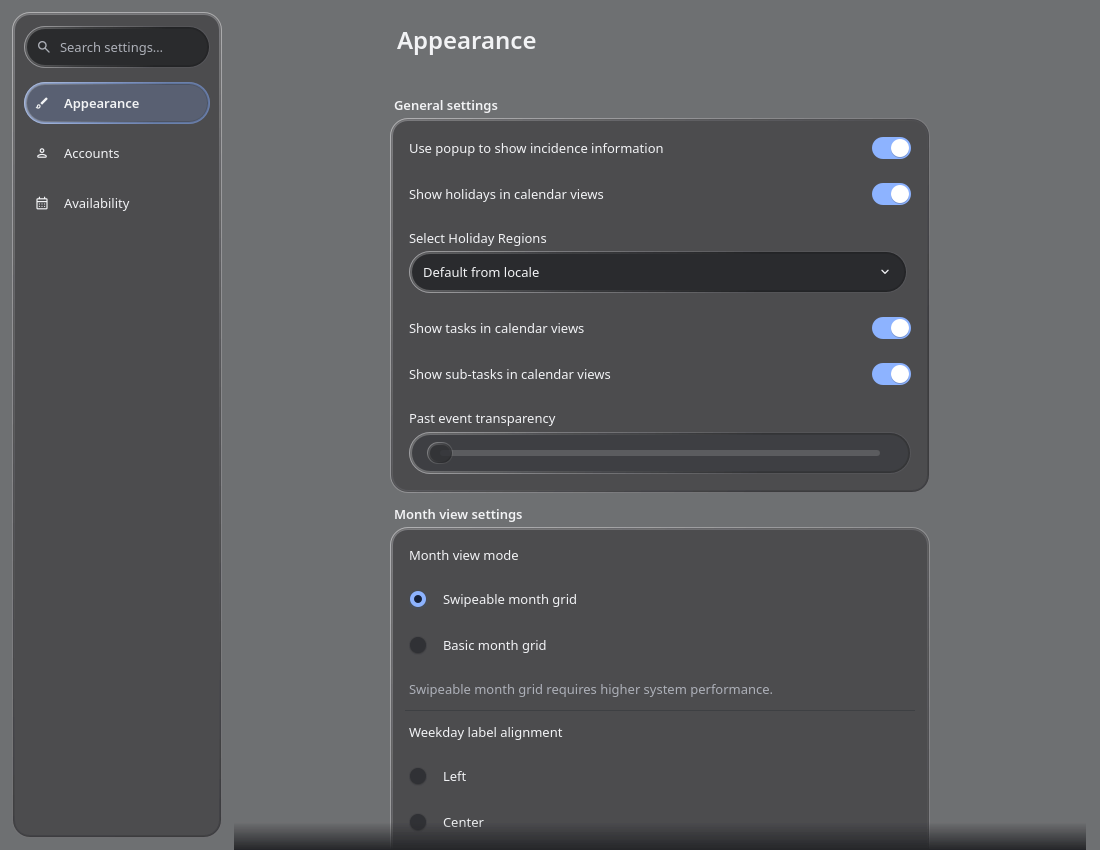 Search settings...
Appearance
Accounts
Availability
Appearance
General settings
Use popup to show incidence information
Show holidays in calendar views
Select Holiday Regions
Default from locale
Show tasks in calendar views
Show sub-tasks in calendar views
Past event transparency
Month view settings
Month view mode
Swipeable month grid
Basic month grid
Swipeable month grid requires higher system performance.
Weekday label alignment
Left
Center